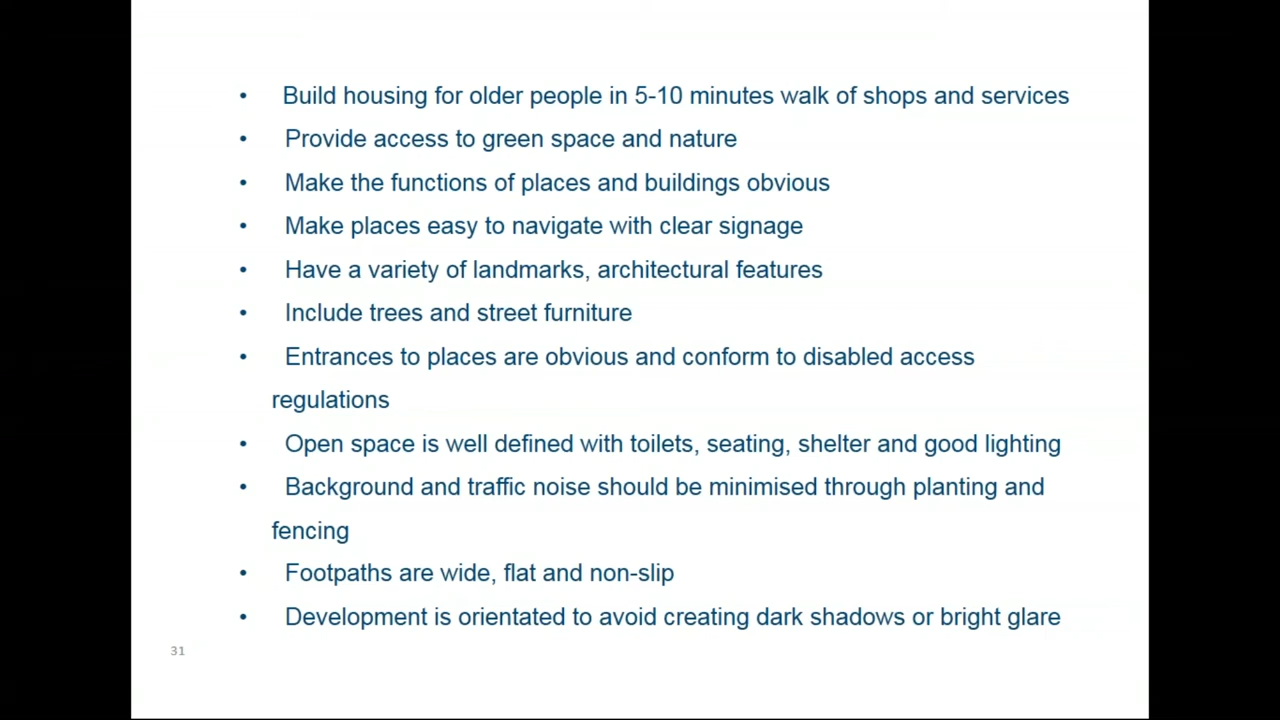 • Build housing for older people in 5-10 minutes walk of shops and services
• Provide access to green space and nature
• Make the functions of places and buildings obvious
• Make places easy to navigate with clear signage
• Have a variety of landmarks, architectural features
• Include trees and street furniture
• Entrances to places are obvious and conform to disabled access
regulations
• Open space is well defined with toilets, seating, shelter and good lighting
• Background and traffic noise should be minimised through planting and
fencing
• Footpaths are wide, flat and non-slip
• Development is orientated to avoid creating dark shadows or bright glare
31